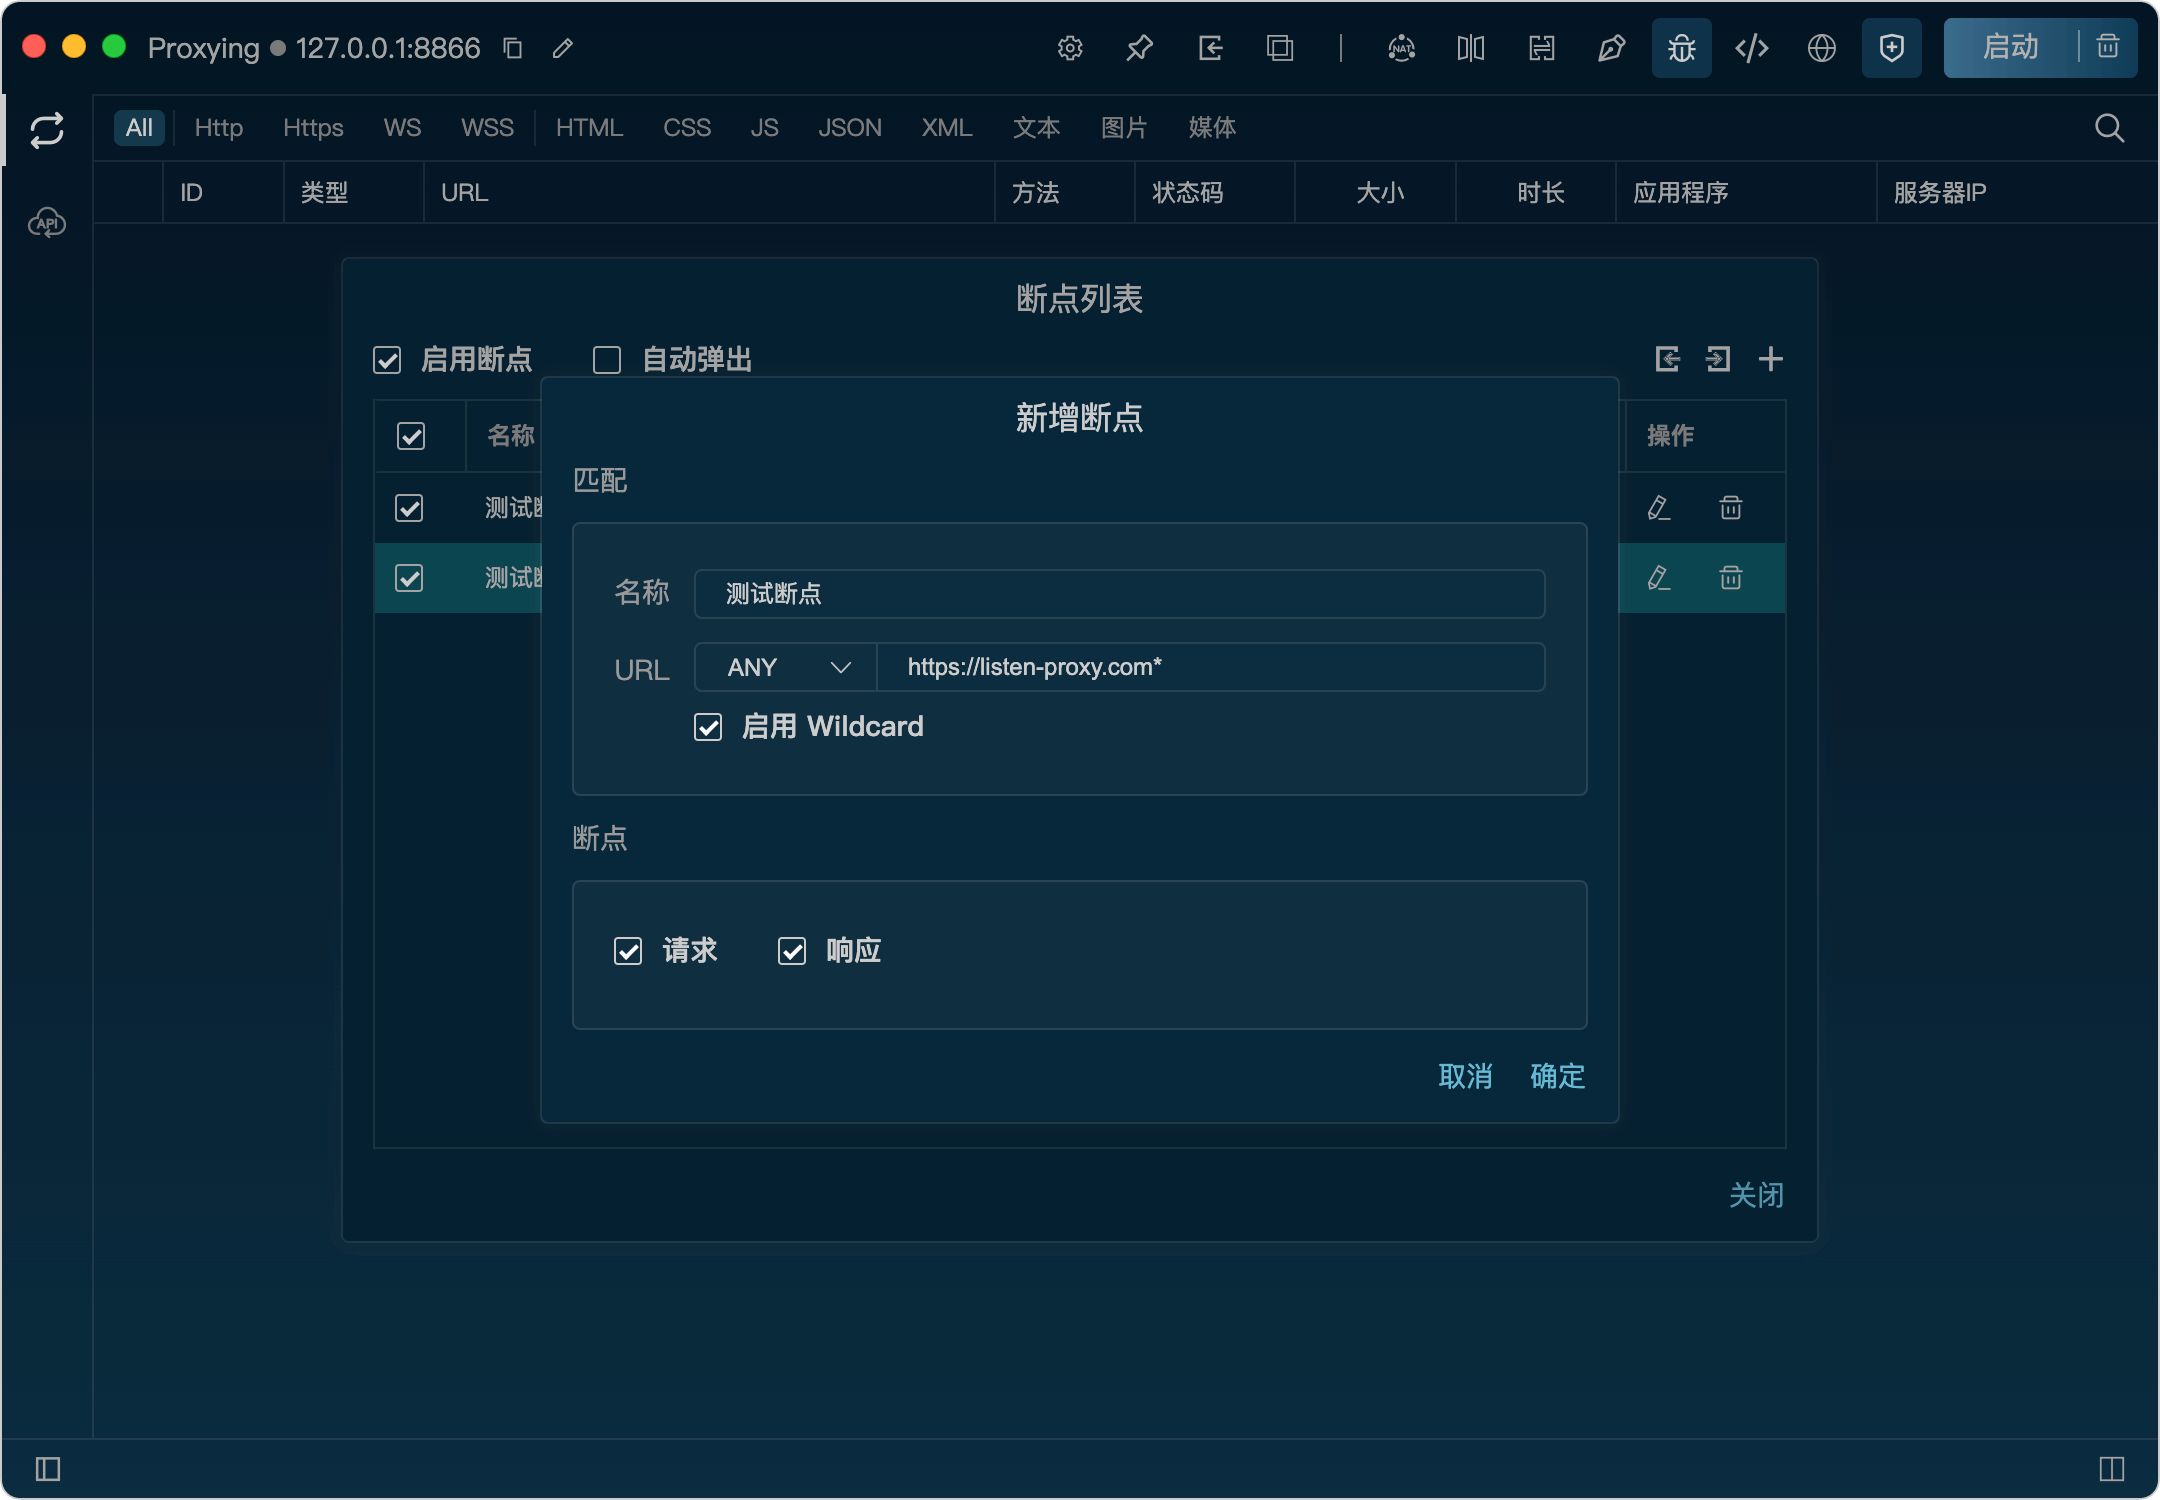 Proxying 127.0.0.1:8866
NAT
启动
All Http Https WS WSS HTML CSS JS JSON XML 文本 图片 媒体
API
ID 类型 URL 方法 状态码 大小 时长 应用程序 服务器IP
断点列表
启用断点 自动弹出
名称 操作
测试
测试
新增断点
匹配
名称 测试断点
URL ANY https://listen-proxy.com*
启用 Wildcard
断点
请求 响应
取消 确定
关闭